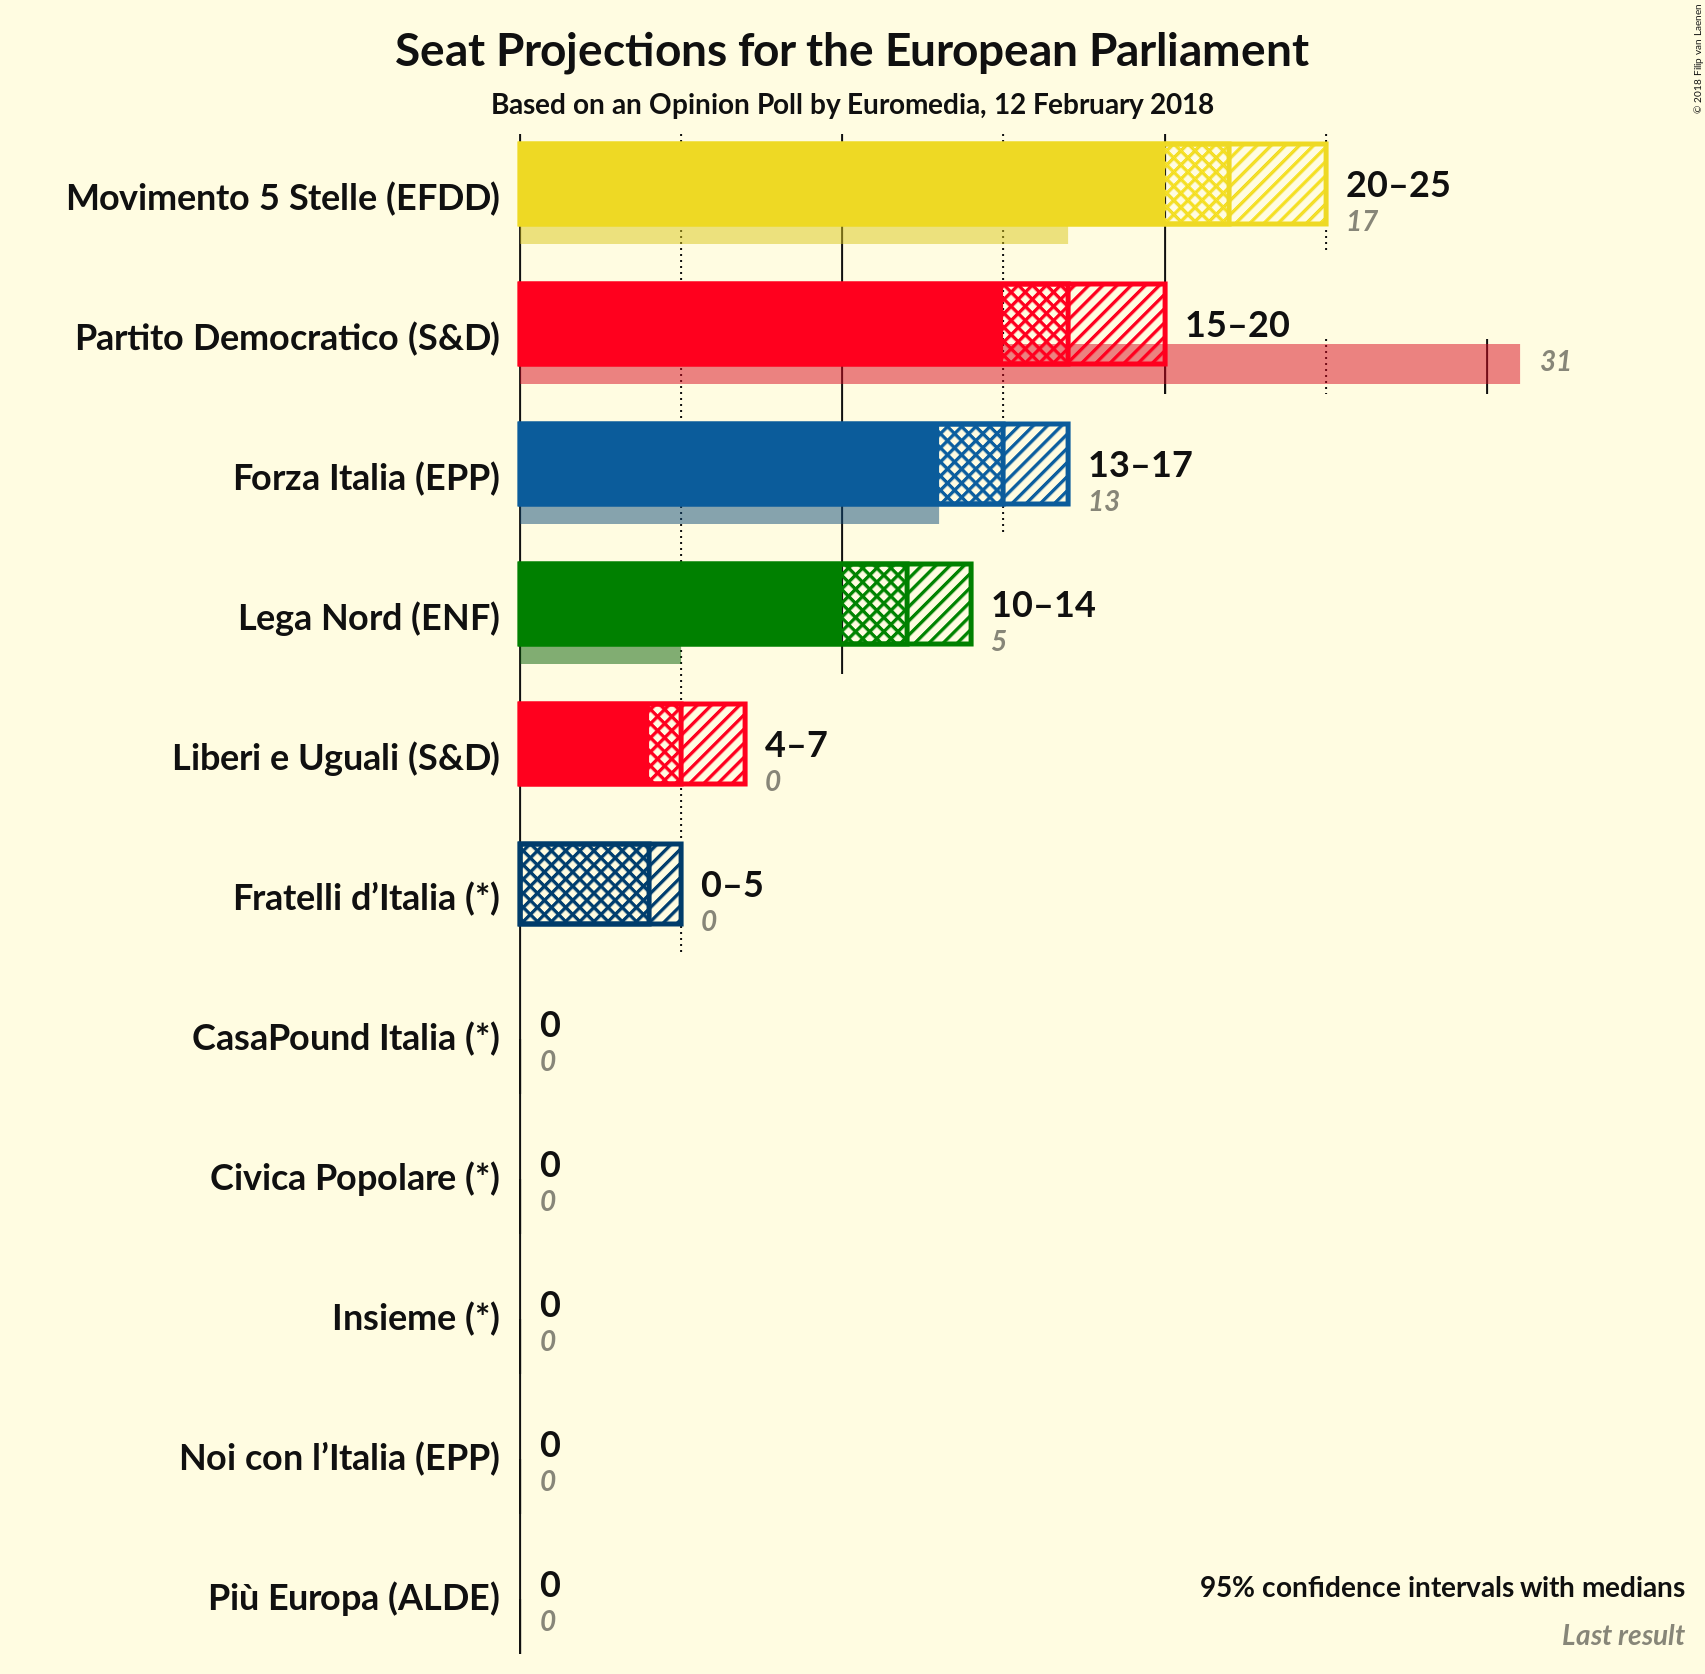 Seat Projections for the European Parliament
Based on an Opinion Poll by Euromedia, 12 February 2018
© 2018 Filip van Laenen
Movimento 5 Stelle (EFDD)
20–25
17
Partito Democratico (S&D)
15–20
31
Forza Italia (EPP)
13–17
13
Lega Nord (ENF)
10–14
5
Liberi e Uguali (S&D)
4–7
0
Fratelli d’Italia (*)
0–5
0
CasaPound Italia (*)
0
0
Civica Popolare (*)
0
0
Insieme (*)
0
0
Noi con l’Italia (EPP)
0
0
Più Europa (ALDE)
0
0
95% confidence intervals with medians
Last result